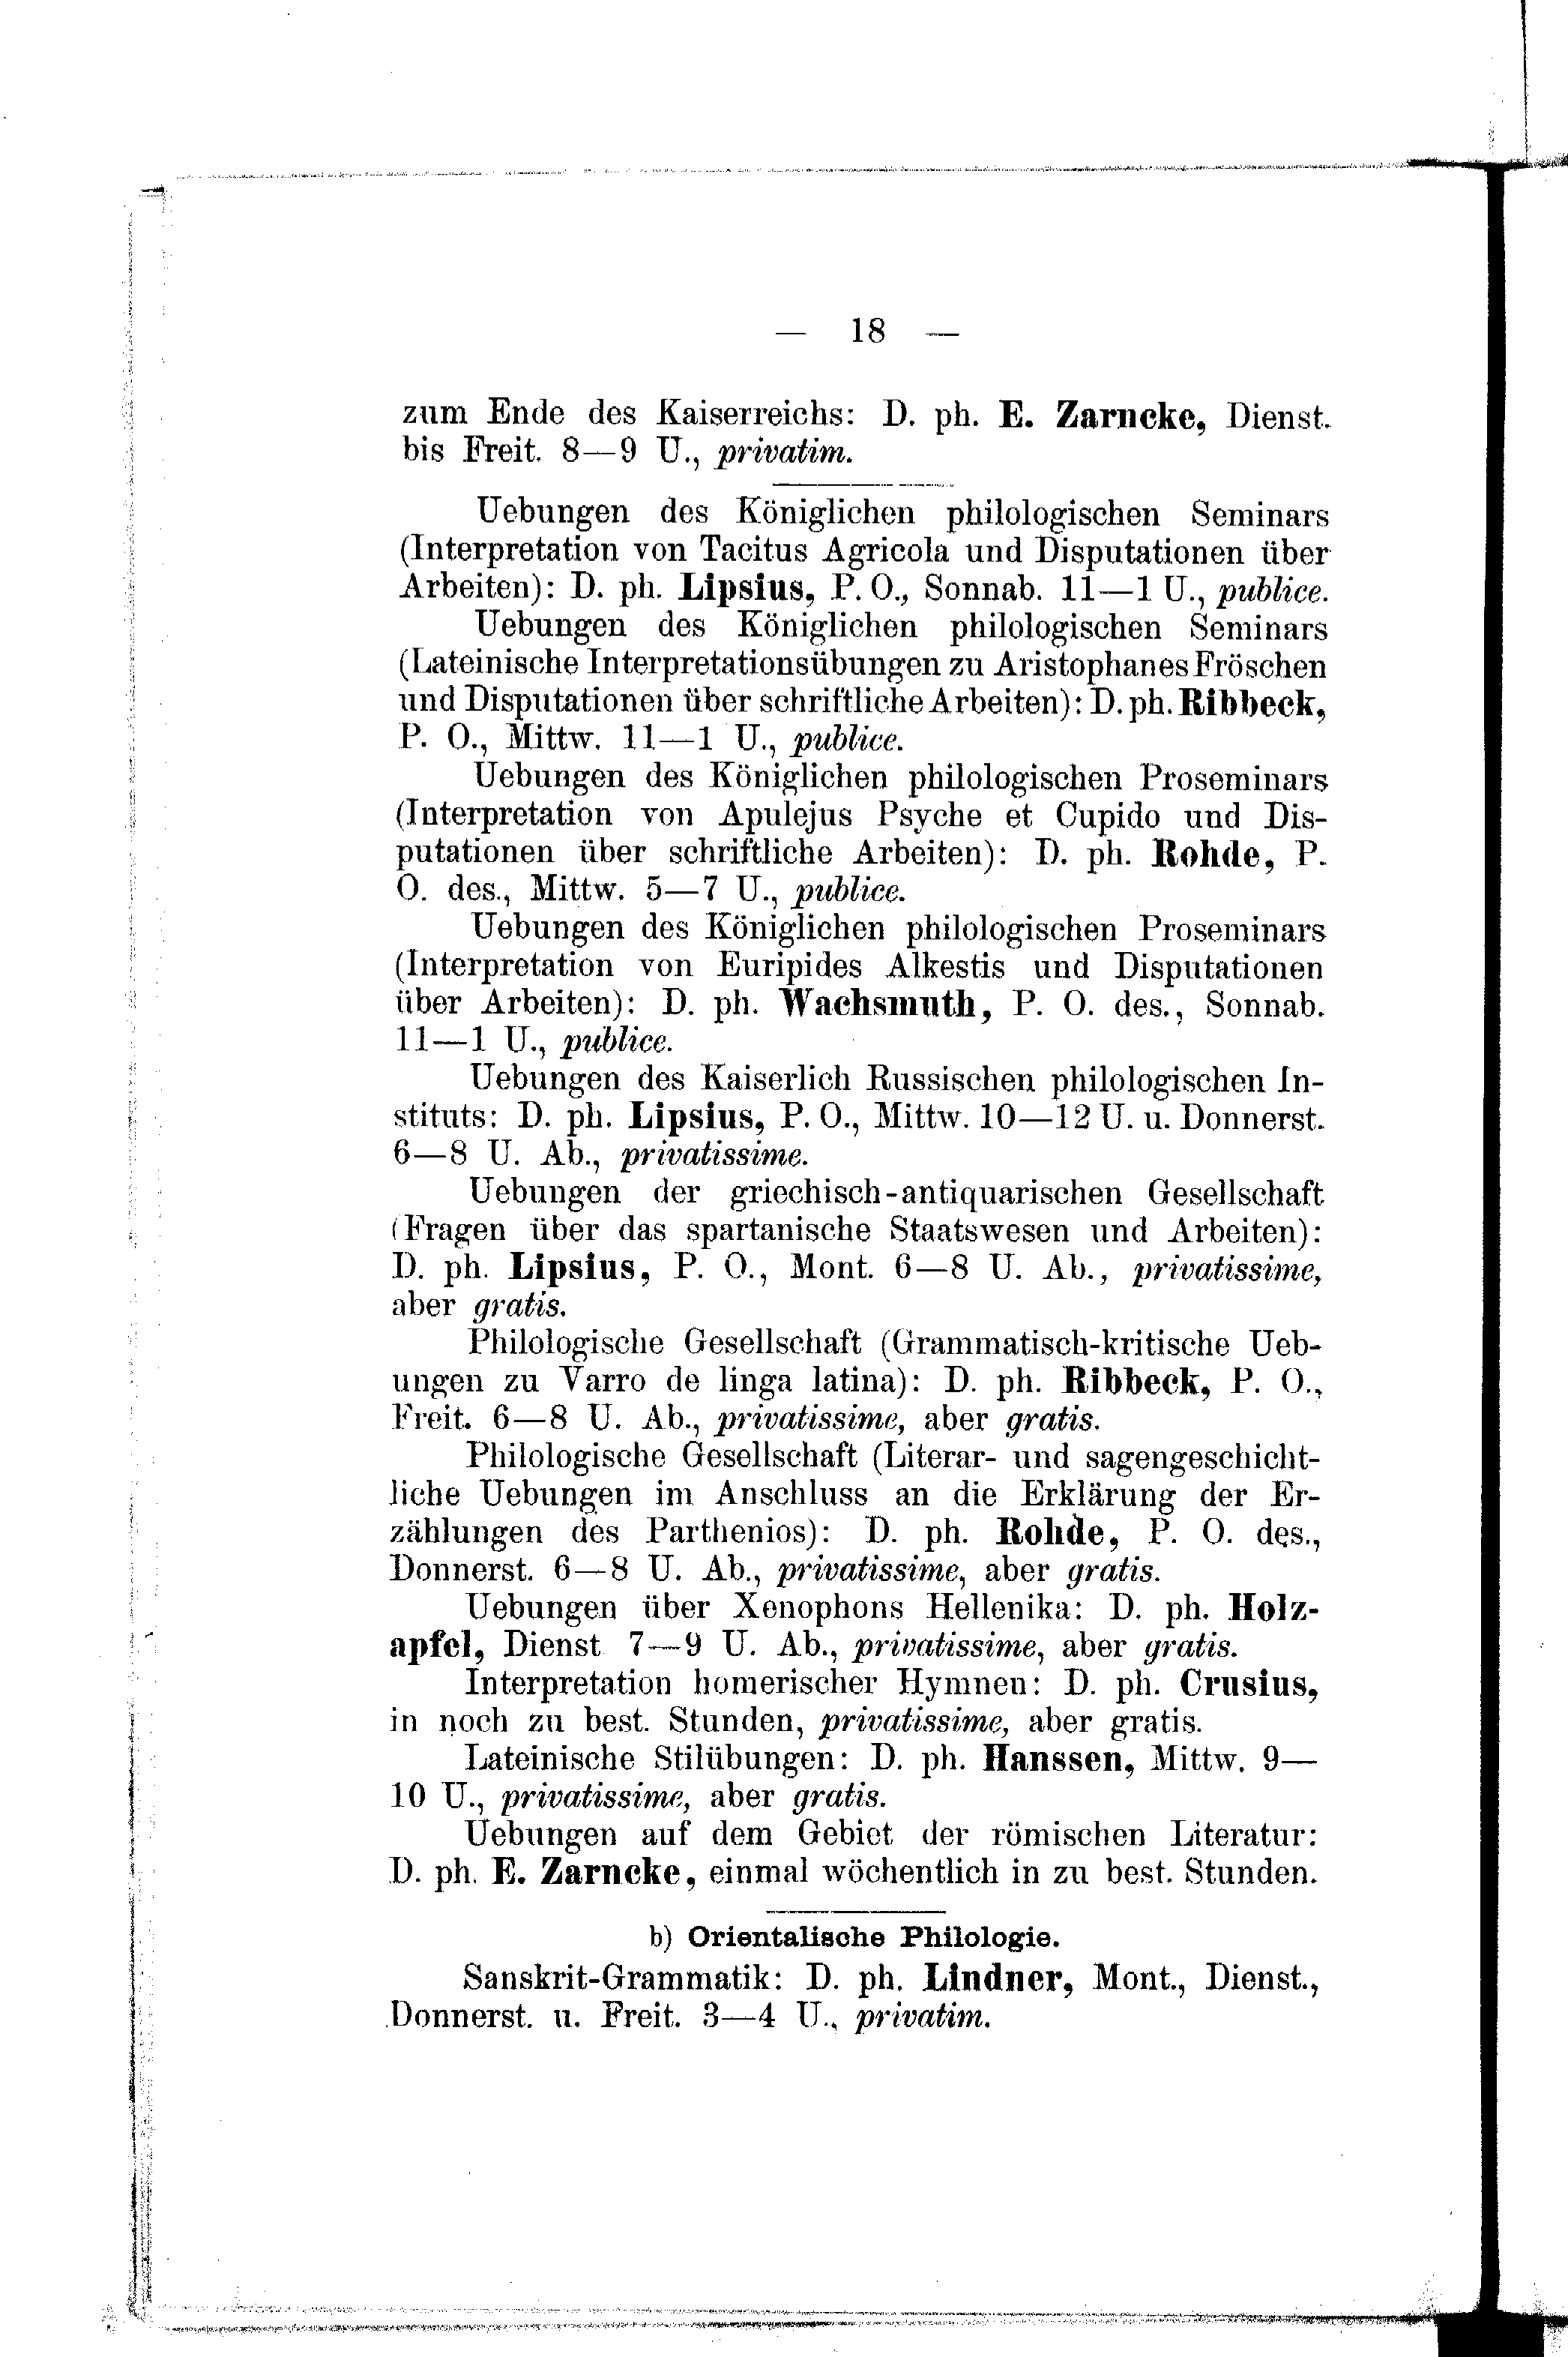 — 18 —
zum Ende des Kaiserreichs: D. ph. E. Zarncke, Dienst.
bis Freit. 8—9 U., privatim.
Uebungen des Königlichen philologischen Seminars
(Interpretation von Tacitus Agricola und Disputationen über
Arbeiten): D. ph. Lipsius, P. O., Sonnab. 11—1 U., publice.
Uebungen des Königlichen philologischen Seminars
(Lateinische Interpretationsübungen zu Aristophanes Fröschen
und Disputationen über schriftliche Arbeiten): D. ph. Ribbeck,
P. O., Mittw. 11—1 U., publice.
Uebungen des Königlichen philologischen Proseminars
(Interpretation von Apulejus Psyche et Cupido und Dis-
putationen über schriftliche Arbeiten): D. ph. Rohde, P.
O. des., Mittw. 5—7 U., publice.
Uebungen des Königlichen philologischen Proseminars
(Interpretation von Euripides Alkestis und Disputationen
über Arbeiten): D. ph. Wachsmuth, P. O. des., Sonnab.
11—1 U., publice.
Uebungen des Kaiserlich Russischen philologischen In-
stituts: D. ph. Lipsius, P. O., Mittw. 10—12 U. u. Donnerst.
6—8 U. Ab., privatissime.
Uebungen der griechisch-antiquarischen Gesellschaft
(Fragen über das spartanische Staatswesen und Arbeiten):
D. ph. Lipsius, P. O., Mont. 6—8 U. Ab., privatissime,
aber gratis.
Philologische Gesellschaft (Grammatisch-kritische Ueb-
ungen zu Varro de linga latina): D. ph. Ribbeck, P. O.,
Freit. 6—8 U. Ab., privatissime, aber gratis.
Philologische Gesellschaft (Literar- und sagengeschicht-
liche Uebungen im Anschluss an die Erklärung der Er-
zählungen des Parthenios): D. ph. Rohde, P. O. des.,
Donnerst. 6—8 U. Ab., privatissime, aber gratis.
Uebungen über Xenophons Hellenika: D. ph. Holz-
apfel, Dienst 7—9 U. Ab., privatissime, aber gratis.
Interpretation homerischer Hymnen: D. ph. Crusius,
in noch zu best. Stunden, privatissime, aber gratis.
Lateinische Stilübungen: D. ph. Hanssen, Mittw. 9—
10 U., privatissime, aber gratis.
Uebungen auf dem Gebiet der römischen Literatur:
D. ph. E. Zarncke, einmal wöchentlich in zu best. Stunden.
b) Orientalische Philologie.
Sanskrit-Grammatik: D. ph. Lindner, Mont., Dienst.,
Donnerst. u. Freit. 3—4 U., privatim.